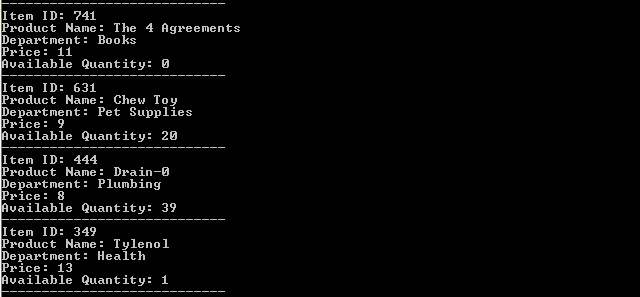 ----------------------------
Item ID: 741
Product Name: The 4 Agreements
Department: Books
Price: 11
Available Quantity: 0
----------------------------
Item ID: 631
Product Name: Chew Toy
Department: Pet Supplies
Price: 9
Available Quantity: 20
----------------------------
Item ID: 444
Product Name: Drain-0
Department: Plumbing
Price: 8
Available Quantity: 39
----------------------------
Item ID: 349
Product Name: Tylenol
Department: Health
Price: 13
Available Quantity: 1
----------------------------